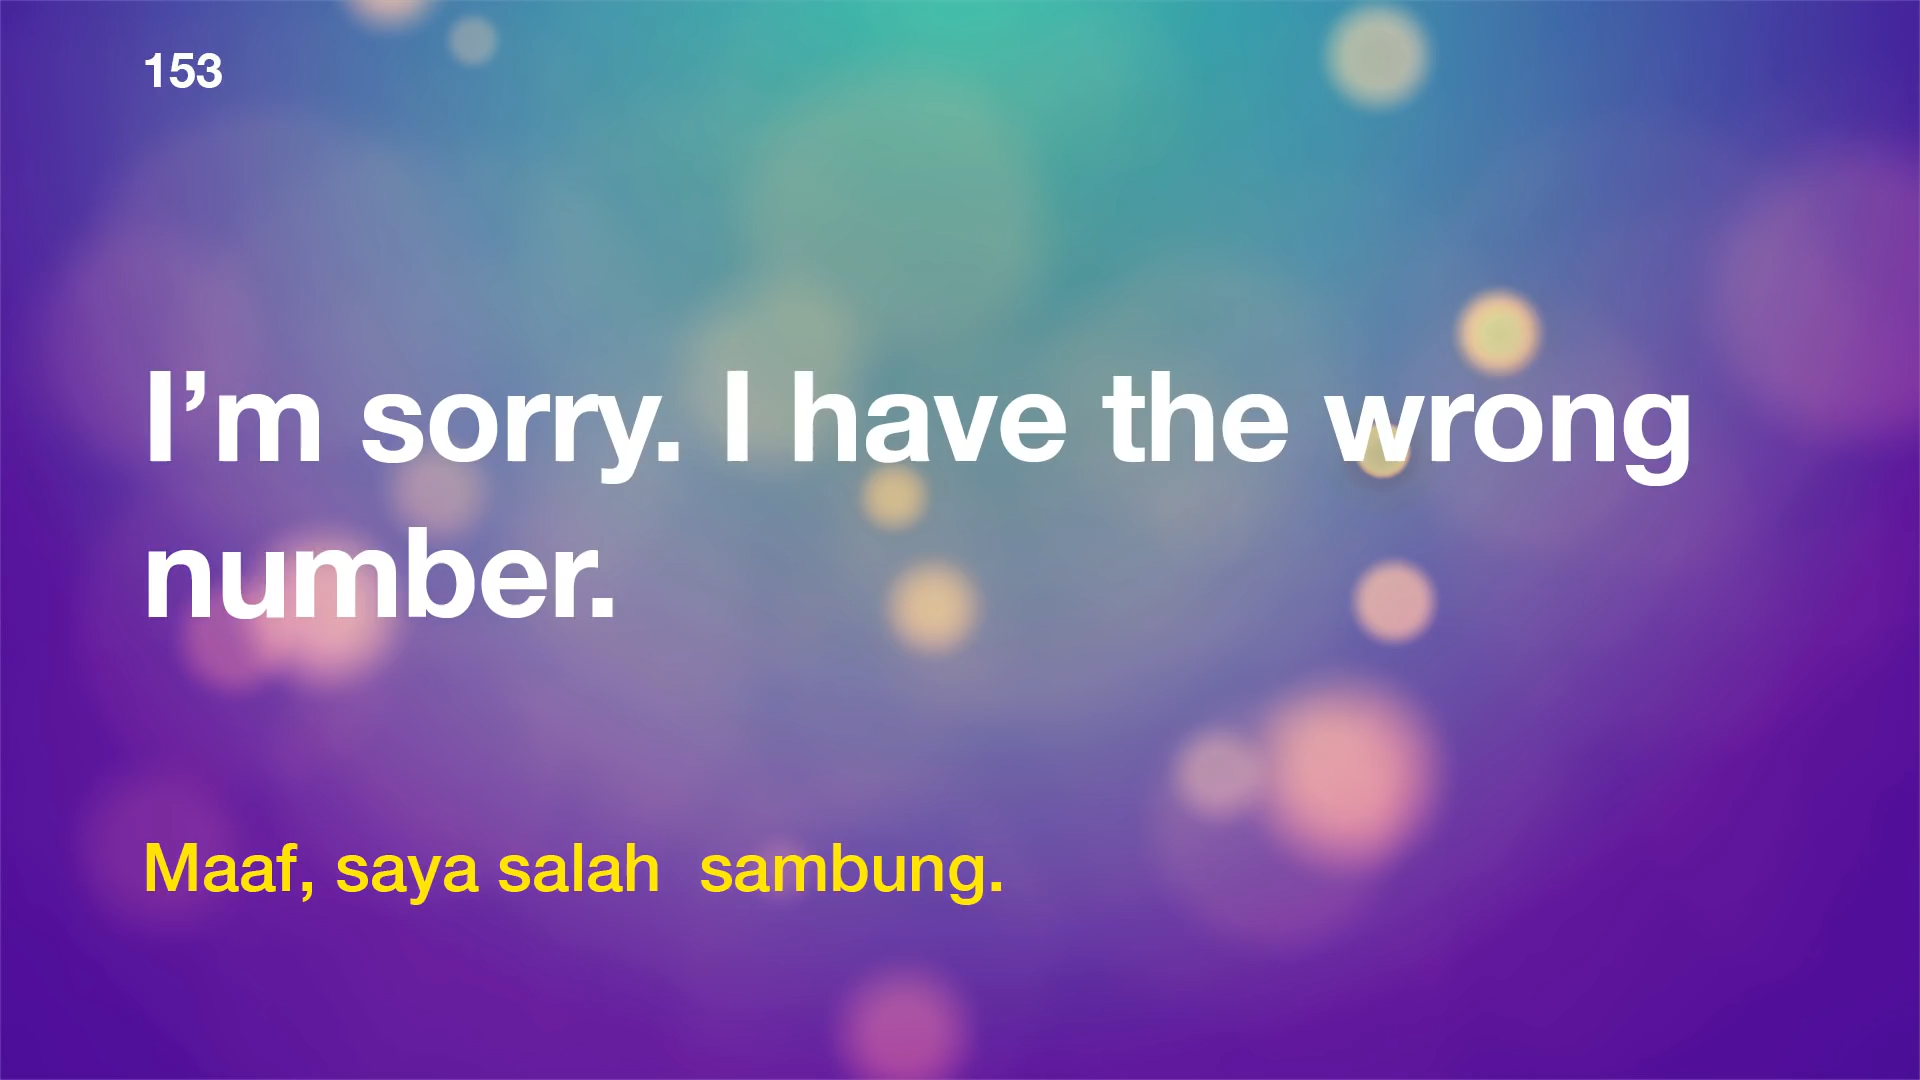 153
I’m sorry. I have the wrong
number.
Maaf, saya salah  sambung.